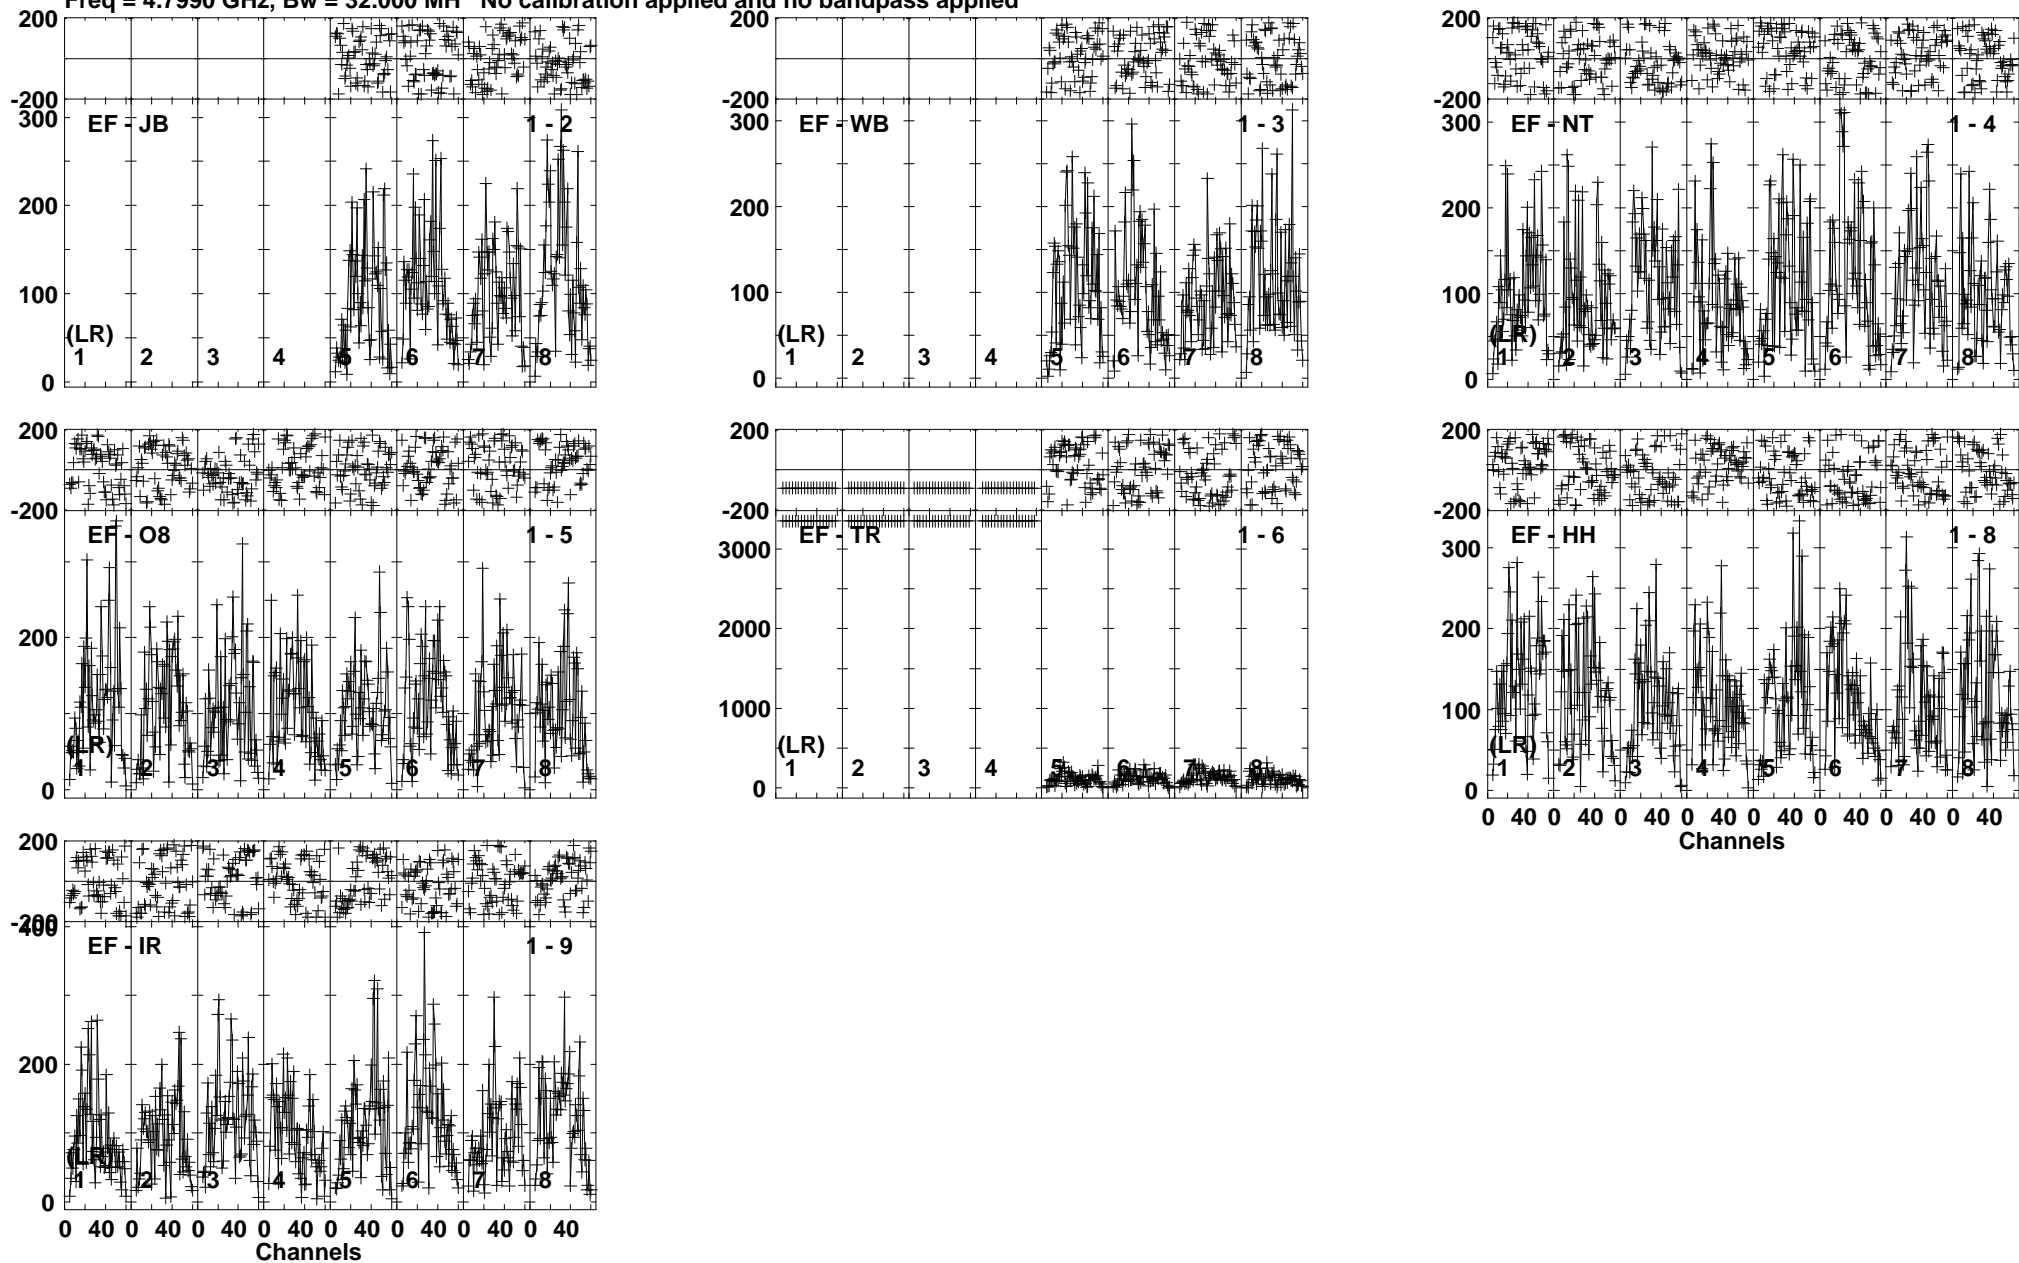 Freq = 4.7990 GHz, Bw = 32.000 MH No calibration applied and no bandpass applied
200 200 200
-200 -200 -200
300 EF - JB 1 - 2 300 EF - WB 1 - 3 300 EF - NT 1 - 4
200 200 200
100 100 100
(LR) (LR) (LR)
1 2 3 4 5 6 7 8 1 2 3 4 5 6 7 8 1 2 3 4 5 6 7 8
0 0 0
200 200 200
-200 -200 -200
EF - O8 1 - 5 3000 EF - TR 1 - 6 300 EF - HH 1 - 8
200 2000 200
1000 100
(LR) (LR) (LR)
1 2 3 4 5 6 7 8 1 2 3 4 5 6 7 8 1 2 3 4 5 6 7 8
0 0 0
0 40 0 40 0 40 0 40 0 40 0 40 0 40 0 40
Channels
200
-200
400 EF - IR 1 - 9
200
(LR)
1 2 3 4 5 6 7 8
0
0 40 0 40 0 40 0 40 0 40 0 40 0 40 0 40
Channels